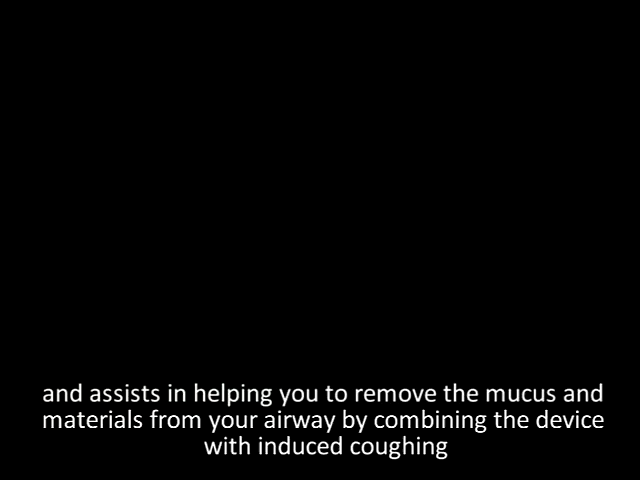 and assists in helping you to remove the mucus and
materials from your airway by combining the device
with induced coughing